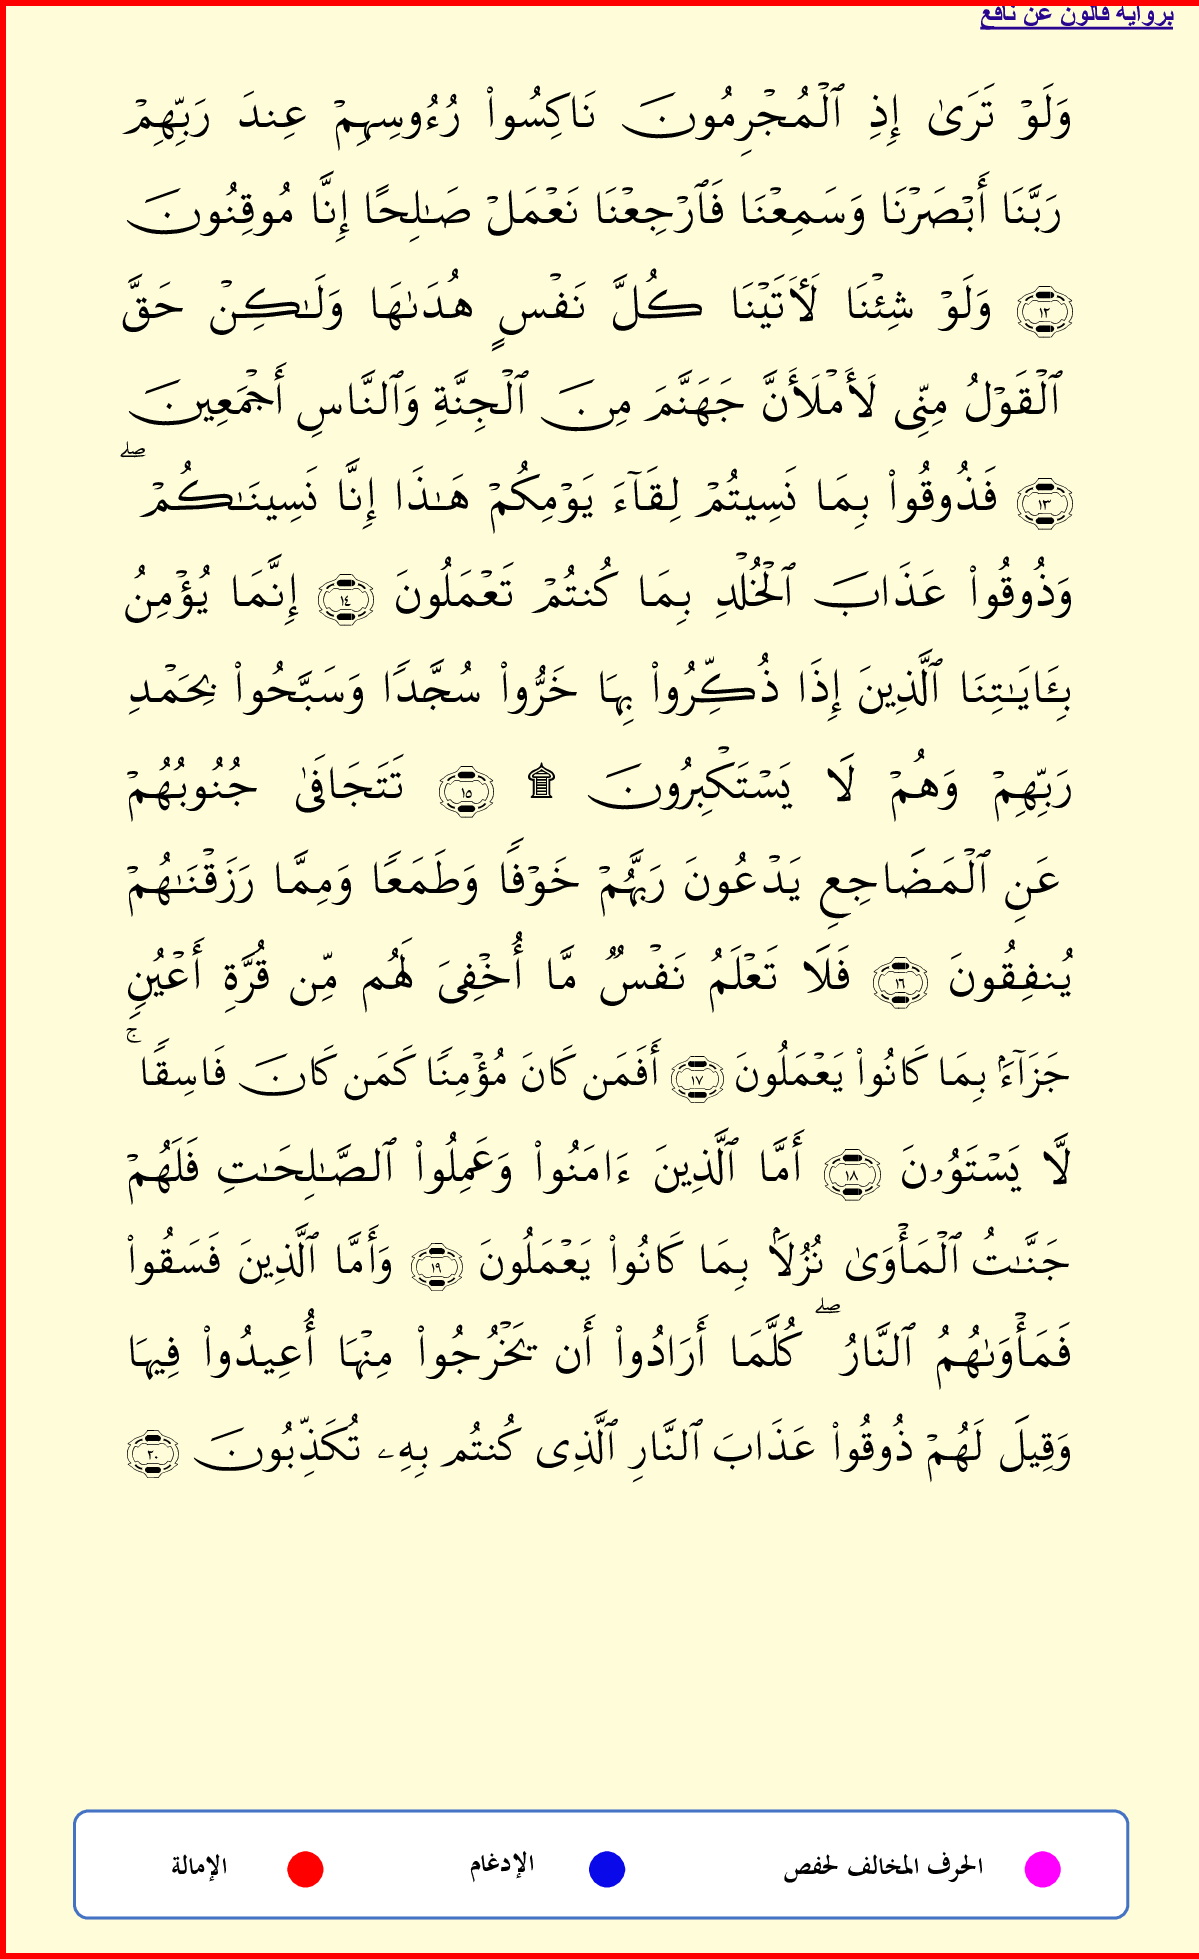 برواية قالون عن نافع
وَلَوۡ تَرَىٰ إِذِ ٱلۡمُجۡرِمُونَ نَاكِسُواْ رُءُوسِهِمۡ عِندَ رَبِّهِمۡ
رَبَّنَا أَبۡصَرۡنَا وَسَمِعۡنَا فَٱرۡجِعۡنَا نَعۡمَلۡ صَٰلِحًا إِنَّا مُوقِنُونَ
١٢ وَلَوۡ شِئۡنَا لَأٓتَيۡنَا كُلَّ نَفۡسٍ هُدَىٰهَا وَلَٰكِنۡ حَقَّ
ٱلۡقَوۡلُ مِنِّي لَأَمۡلَأَنَّ جَهَنَّمَ مِنَ ٱلۡجِنَّةِ وَٱلنَّاسِ أَجۡمَعِينَ
١٣ فَذُوقُواْ بِمَا نَسِيتُمۡ لِقَآءَ يَوۡمِكُمۡ هَٰذَا إِنَّا نَسِينَٰكُمۡۖ
وَذُوقُواْ عَذَابَ ٱلۡخُلۡدِ بِمَا كُنتُمۡ تَعۡمَلُونَ ١٤ إِنَّمَا يُؤۡمِنُ
بِـَٔايَٰتِنَا ٱلَّذِينَ إِذَا ذُكِّرُواْ بِهَا خَرُّواْ سُجَّدًا وَسَبَّحُواْ بِحَمۡدِ
رَبِّهِمۡ وَهُمۡ لَا يَسۡتَكۡبِرُونَ ۩ ١٥ تَتَجَافَىٰ جُنُوبُهُمۡ
عَنِ ٱلۡمَضَاجِعِ يَدۡعُونَ رَبَّهُمۡ خَوۡفًا وَطَمَعًا وَمِمَّا رَزَقۡنَٰهُمۡ
يُنفِقُونَ ١٦ فَلَا تَعۡلَمُ نَفۡسٌ مَّا أُخۡفِيَ لَهُم مِّن قُرَّةِ أَعۡيُنٍ
جَزَآءَۢ بِمَا كَانُواْ يَعۡمَلُونَ ١٧ أَفَمَن كَانَ مُؤۡمِنًا كَمَن كَانَ فَاسِقًاۚ
لَّا يَسۡتَوُۥنَ ١٨ أَمَّا ٱلَّذِينَ ءَامَنُواْ وَعَمِلُواْ ٱلصَّٰلِحَٰتِ فَلَهُمۡ
جَنَّٰتُ ٱلۡمَأۡوَىٰ نُزُلَۢا بِمَا كَانُواْ يَعۡمَلُونَ ١٩ وَأَمَّا ٱلَّذِينَ فَسَقُواْ
فَمَأۡوَىٰهُمُ ٱلنَّارُۖ كُلَّمَا أَرَادُواْ أَن يَخۡرُجُواْ مِنۡهَا أُعِيدُواْ فِيهَا
وَقِيلَ لَهُمۡ ذُوقُواْ عَذَابَ ٱلنَّارِ ٱلَّذِي كُنتُم بِهِۦ تُكَذِّبُونَ ٢٠
الحرف المخالف لحفص الإدغام الإمالة